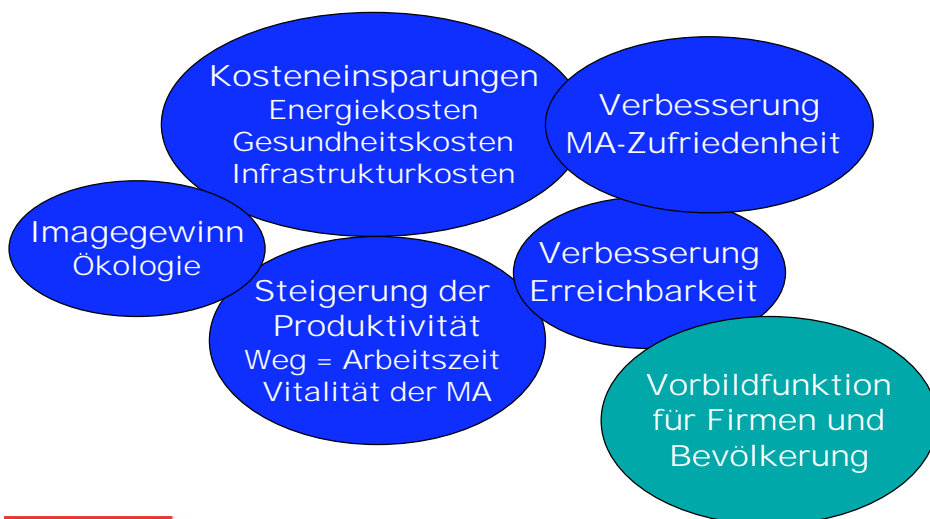 Kosteneinsparungen
Energiekosten
Gesundheitskosten
Infrastrukturkosten
Verbesserung
MA-Zufriedenheit
Imagegewinn
Ökologie
Verbesserung
Erreichbarkeit
Steigerung der
Produktivität
Weg = Arbeitszeit
Vitalität der MA
Vorbildfunktion
für Firmen und
Bevölkerung